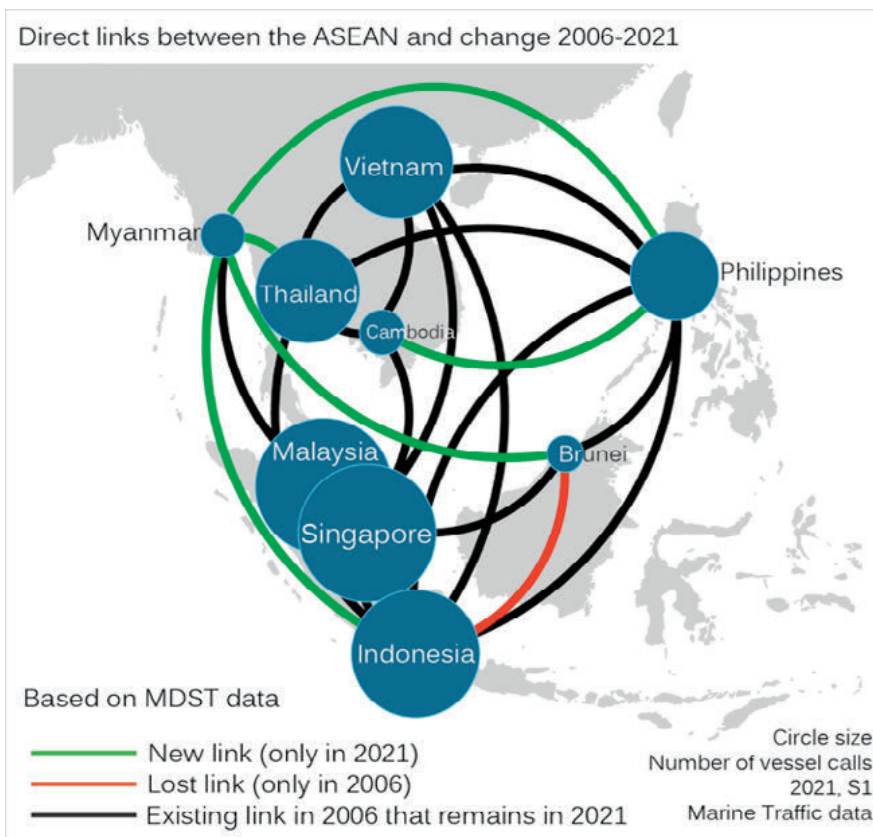 Direct links between the ASEAN and change 2006-2021
Vietnam
Myanmar
Philippines
Thailand
Cambodia
Malaysia
Brunei
Singapore
Indonesia
Based on MDST data
New link (only in 2021)
Lost link (only in 2006)
Existing link in 2006 that remains in 2021
Circle size
Number of vessel calls
2021, S1
Marine Traffic data